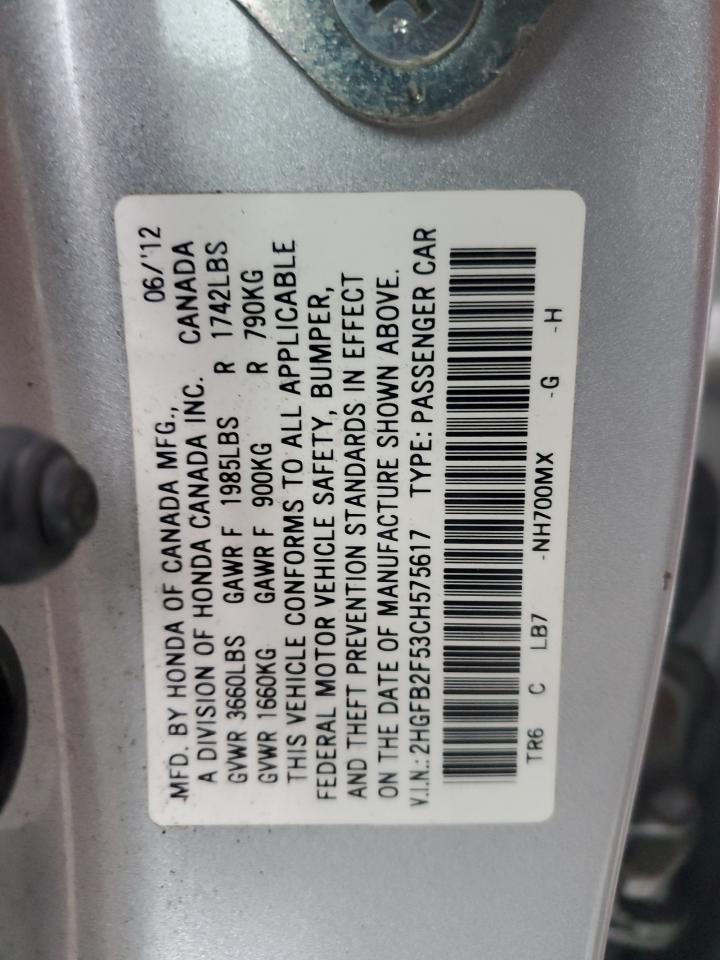 MFD. BY HONDA OF CANADA MFG., 06/'12
A DIVISION OF HONDA CANADA INC. CANADA
GVWR 3660LBS GAWR F 1985LBS R 1742LBS
GVWR 1660KG GAWR F 900KG R 790KG
THIS VEHICLE CONFORMS TO ALL APPLICABLE
FEDERAL MOTOR VEHICLE SAFETY, BUMPER,
AND THEFT PREVENTION STANDARDS IN EFFECT
ON THE DATE OF MANUFACTURE SHOWN ABOVE.
V.I.N.: 2HGFB2F53CH575617 TYPE: PASSENGER CAR
TR6 C LB7 -NH700MX -G -H